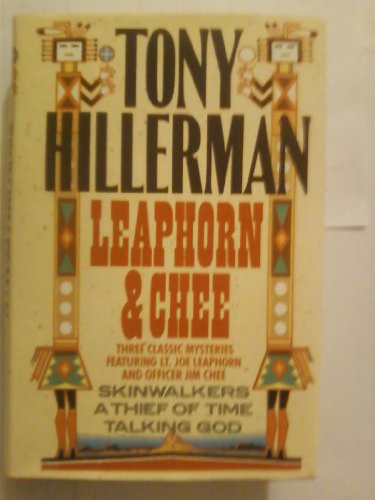 TONY
HILLERMAN
LEAPHORN
& CHEE
THREE CLASSIC MYSTERIES
FEATURING LT. JOE LEAPHORN
AND OFFICER JIM CHEE
SKINWALKERS
A THIEF OF TIME
TALKING GOD